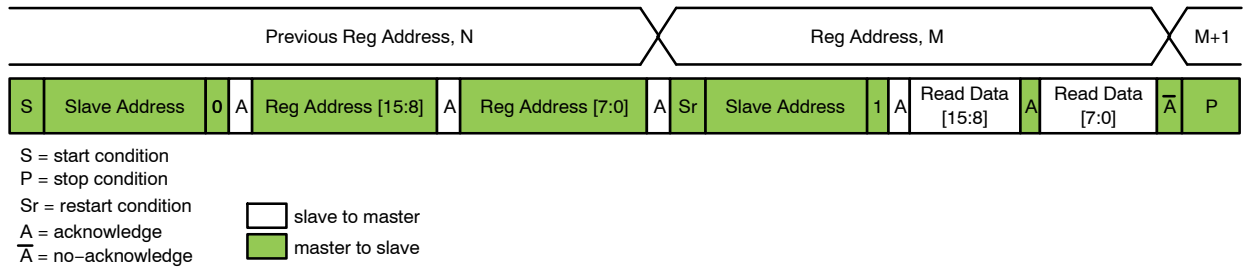 Previous Reg Address, N Reg Address, M M+1
S Slave Address 0 A Reg Address [15:8] A Reg Address [7:0] A Sr Slave Address 1 A Read Data [15:8] A Read Data [7:0] A̅ P
S = start condition
P = stop condition
Sr = restart condition
A = acknowledge
A̅ = no−acknowledge
slave to master
master to slave